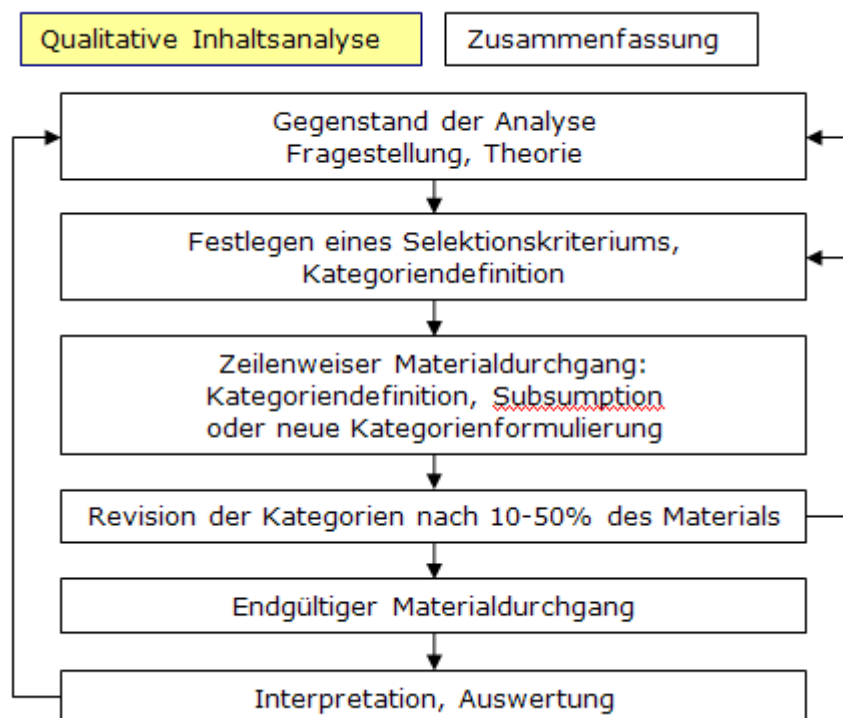 Qualitative Inhaltsanalyse
Zusammenfassung
Gegenstand der Analyse
Fragestellung, Theorie
Festlegen eines Selektionskriteriums,
Kategoriendefinition
Zeilenweiser Materialdurchgang:
Kategoriendefinition, Subsumption
oder neue Kategorienformulierung
Revision der Kategorien nach 10-50% des Materials
Endgültiger Materialdurchgang
Interpretation, Auswertung